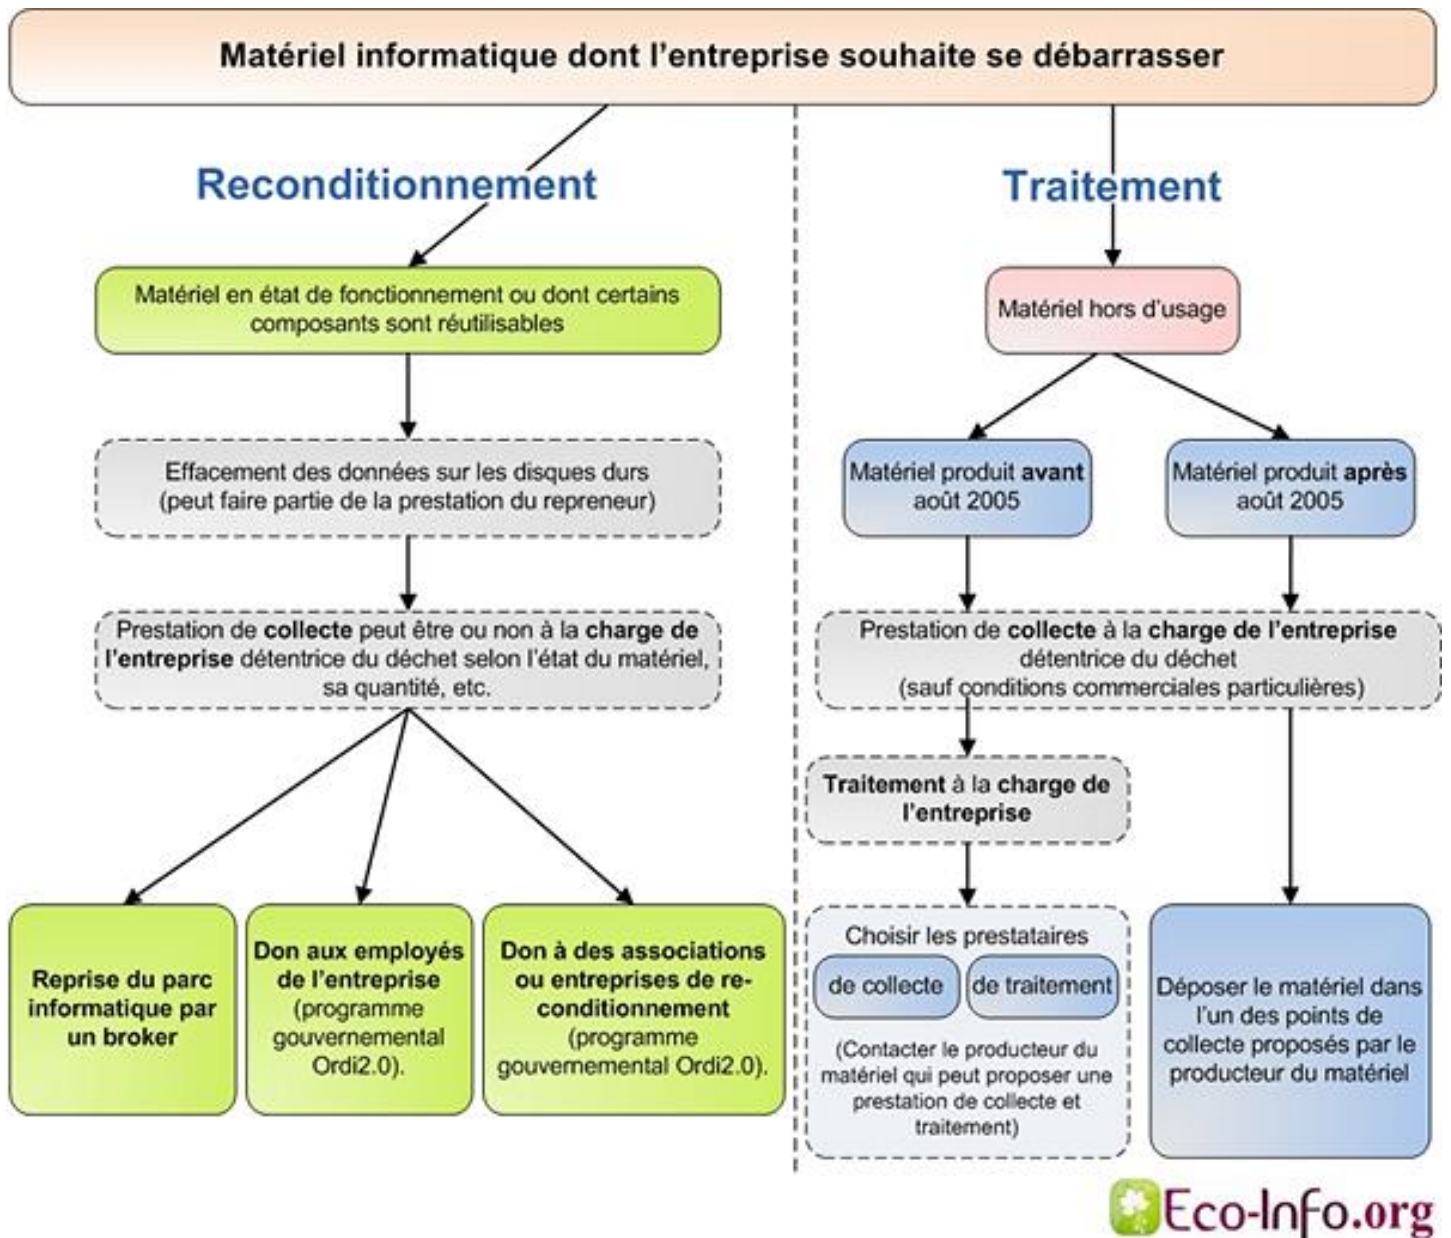 Matériel informatique dont l'entreprise souhaite se débarrasser
Reconditionnement
Matériel en état de fonctionnement ou dont certains
composants sont réutilisables
Effacement des données sur les disques durs
(peut faire partie de la prestation du repreneur)
Prestation de collecte peut être ou non à la charge de
l'entreprise détentrice du déchet selon l'état du matériel,
sa quantité, etc.
Reprise du parc
informatique par
un broker
Don aux employés
de l'entreprise
(programme
gouvernemental
Ordi2.0).
Don à des associations
ou entreprises de re-
conditionnement
(programme
gouvernemental Ordi2.0).
Traitement
Matériel hors d'usage
Matériel produit avant
août 2005
Matériel produit après
août 2005
Prestation de collecte à la charge de l'entreprise
détentrice du déchet
(sauf conditions commerciales particulières)
Traitement à la charge de
l'entreprise
Choisir les prestataires
de collecte
de traitement
(Contacter le producteur du
matériel qui peut proposer une
prestation de collecte et
traitement)
Déposer le matériel dans
l'un des points de
collecte proposés par le
producteur du matériel
Eco-Info.org